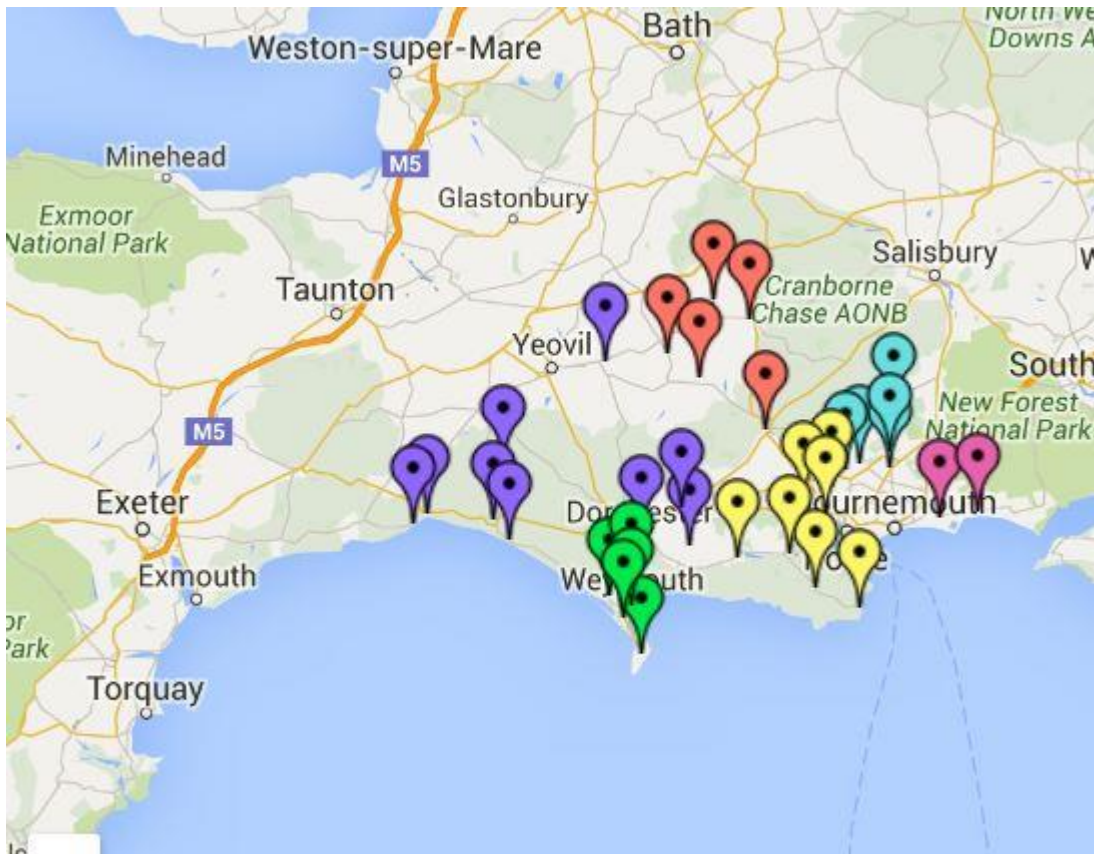 North We
Downs A
Bath
Weston-super-Mare
M5
Minehead
Exmoor
National Park
Glastonbury
Salisbury
Taunton
Cranborne
Chase AONB
Yeovil
South
M5
New Forest
National Park
Exeter
Exmouth
Torquay
Park